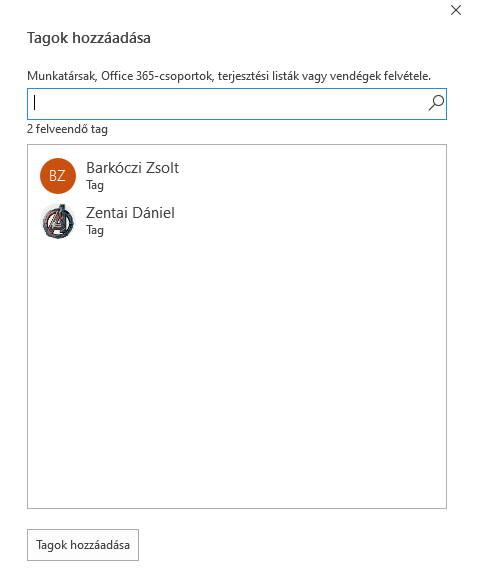 Tagok hozzáadása
Munkatársak, Office 365-csoportok, terjesztési listák vagy vendégek felvétele.
2 felveendő tag
BZ
Barkóczi Zsolt
Tag
Zentai Dániel
Tag
Tagok hozzáadása